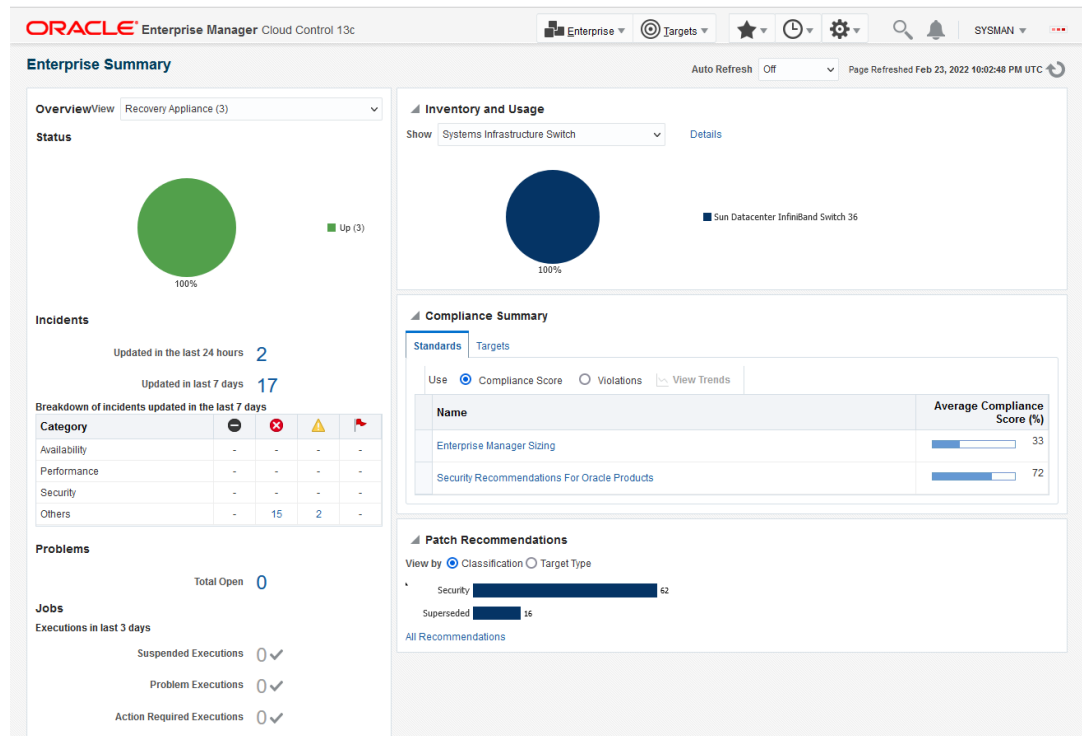 ORACLE® Enterprise Manager Cloud Control 13c
Enterprise
Targets
SYSMAN
Enterprise Summary
Auto Refresh Off
Page Refreshed Feb 23, 2022 10:02:48 PM UTC
Overview View Recovery Appliance (3)
Status
Up (3)
100%
Incidents
Updated in the last 24 hours 2
Updated in last 7 days 17
Breakdown of incidents updated in the last 7 days
Category
Availability - - - -
Performance - - - -
Security - - - -
Others - 15 2 -
Problems
Total Open 0
Jobs
Executions in last 3 days
Suspended Executions 0
Problem Executions 0
Action Required Executions 0
Inventory and Usage
Show Systems Infrastructure Switch Details
Sun Datacenter InfiniBand Switch 36
100%
Compliance Summary
Standards Targets
Use Compliance Score Violations View Trends
Name Average Compliance
Score (%)
Enterprise Manager Sizing 33
Security Recommendations For Oracle Products 72
Patch Recommendations
View by Classification Target Type
Security 62
Superseded 16
All Recommendations